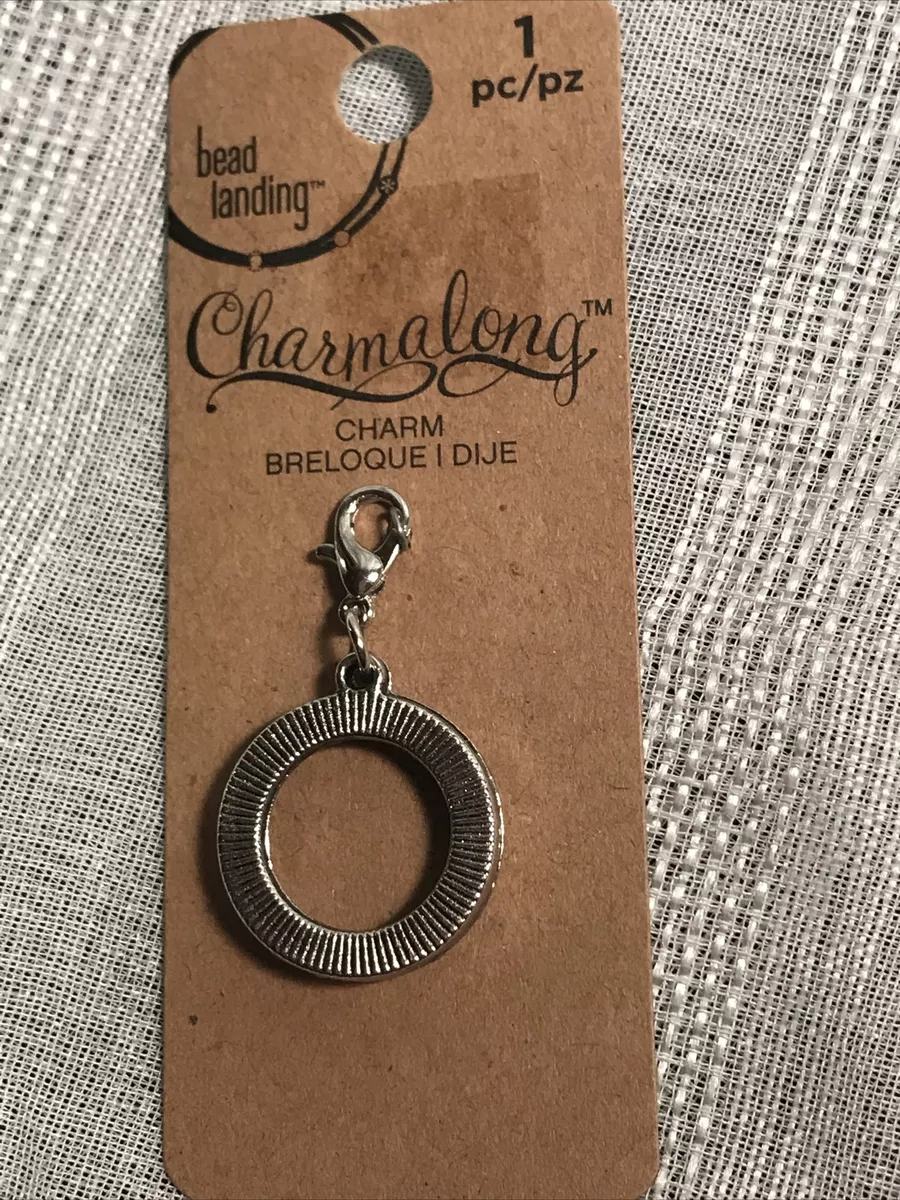 1
pc/pz
bead
landing™
Charmalong™
CHARM
BRELOQUE | DIJE